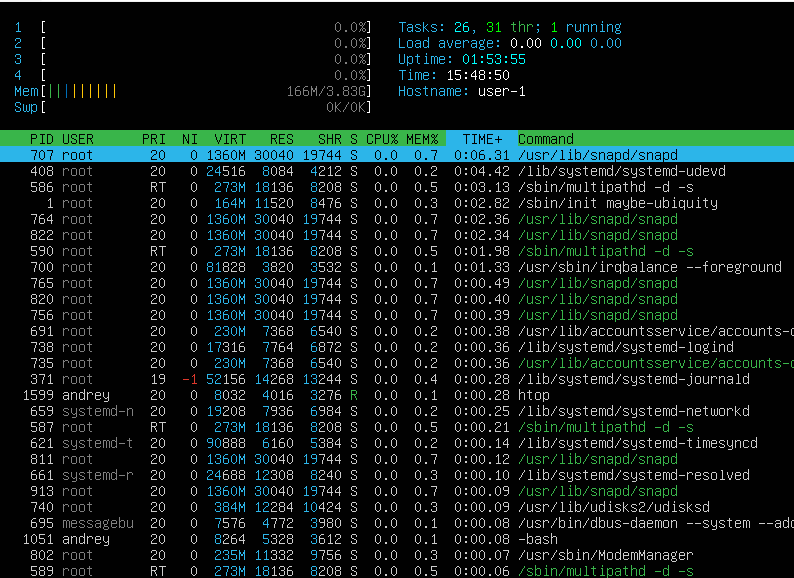 1 [ 0.0%] Tasks: 26, 31 thr; 1 running
2 [ 0.0%] Load average: 0.00 0.00 0.00
3 [ 0.0%] Uptime: 01:53:55
4 [ 0.0%] Time: 15:48:50
Mem[|||||||||| 166M/3.83G] Hostname: user-1
Swp[ 0K/0K]
PID USER PRI NI VIRT RES SHR S CPU% MEM% TIME+ Command
707 root 20 0 1360M 30040 19744 S 0.0 0.7 0:06.31 /usr/lib/snapd/snapd
408 root 20 0 24516 8084 4212 S 0.0 0.2 0:04.42 /lib/systemd/systemd-udevd
586 root RT 0 273M 18136 8208 S 0.0 0.5 0:03.13 /sbin/multipathd -d -s
1 root 20 0 164M 11520 8476 S 0.0 0.3 0:02.82 /sbin/init maybe-ubiquity
764 root 20 0 1360M 30040 19744 S 0.0 0.7 0:02.36 /usr/lib/snapd/snapd
822 root 20 0 1360M 30040 19744 S 0.0 0.7 0:02.34 /usr/lib/snapd/snapd
590 root RT 0 273M 18136 8208 S 0.0 0.5 0:01.98 /sbin/multipathd -d -s
700 root 20 0 81828 3820 3532 S 0.0 0.1 0:01.33 /usr/sbin/irqbalance --foreground
765 root 20 0 1360M 30040 19744 S 0.0 0.7 0:00.49 /usr/lib/snapd/snapd
820 root 20 0 1360M 30040 19744 S 0.0 0.7 0:00.40 /usr/lib/snapd/snapd
756 root 20 0 1360M 30040 19744 S 0.0 0.7 0:00.39 /usr/lib/snapd/snapd
691 root 20 0 230M 7368 6540 S 0.0 0.2 0:00.38 /usr/lib/accountsservice/accounts-d
738 root 20 0 17316 7764 6872 S 0.0 0.2 0:00.36 /lib/systemd/systemd-logind
735 root 20 0 230M 7368 6540 S 0.0 0.2 0:00.36 /usr/lib/accountsservice/accounts-d
371 root 19 -1 52156 14268 13244 S 0.0 0.4 0:00.28 /lib/systemd/systemd-journald
1599 andrey 20 0 8032 4016 3276 R 0.0 0.1 0:00.28 htop
659 systemd-n 20 0 19208 7936 6984 S 0.0 0.2 0:00.25 /lib/systemd/systemd-networkd
587 root RT 0 273M 18136 8208 S 0.0 0.5 0:00.21 /sbin/multipathd -d -s
621 systemd-t 20 0 90888 6160 5384 S 0.0 0.2 0:00.14 /lib/systemd/systemd-timesyncd
811 root 20 0 1360M 30040 19744 S 0.0 0.7 0:00.12 /usr/lib/snapd/snapd
661 systemd-r 20 0 24688 12308 8240 S 0.0 0.3 0:00.10 /lib/systemd/systemd-resolved
913 root 20 0 1360M 30040 19744 S 0.0 0.7 0:00.09 /usr/lib/snapd/snapd
740 root 20 0 384M 12284 10424 S 0.0 0.3 0:00.09 /usr/lib/udisks2/udisksd
695 messagebu 20 0 7576 4772 3980 S 0.0 0.1 0:00.08 /usr/bin/dbus-daemon --system --add
1051 andrey 20 0 8264 5328 3612 S 0.0 0.1 0:00.08 -bash
802 root 20 0 235M 11332 9756 S 0.0 0.3 0:00.07 /usr/sbin/ModemManager
589 root RT 0 273M 18136 8208 S 0.0 0.5 0:00.06 /sbin/multipathd -d -s